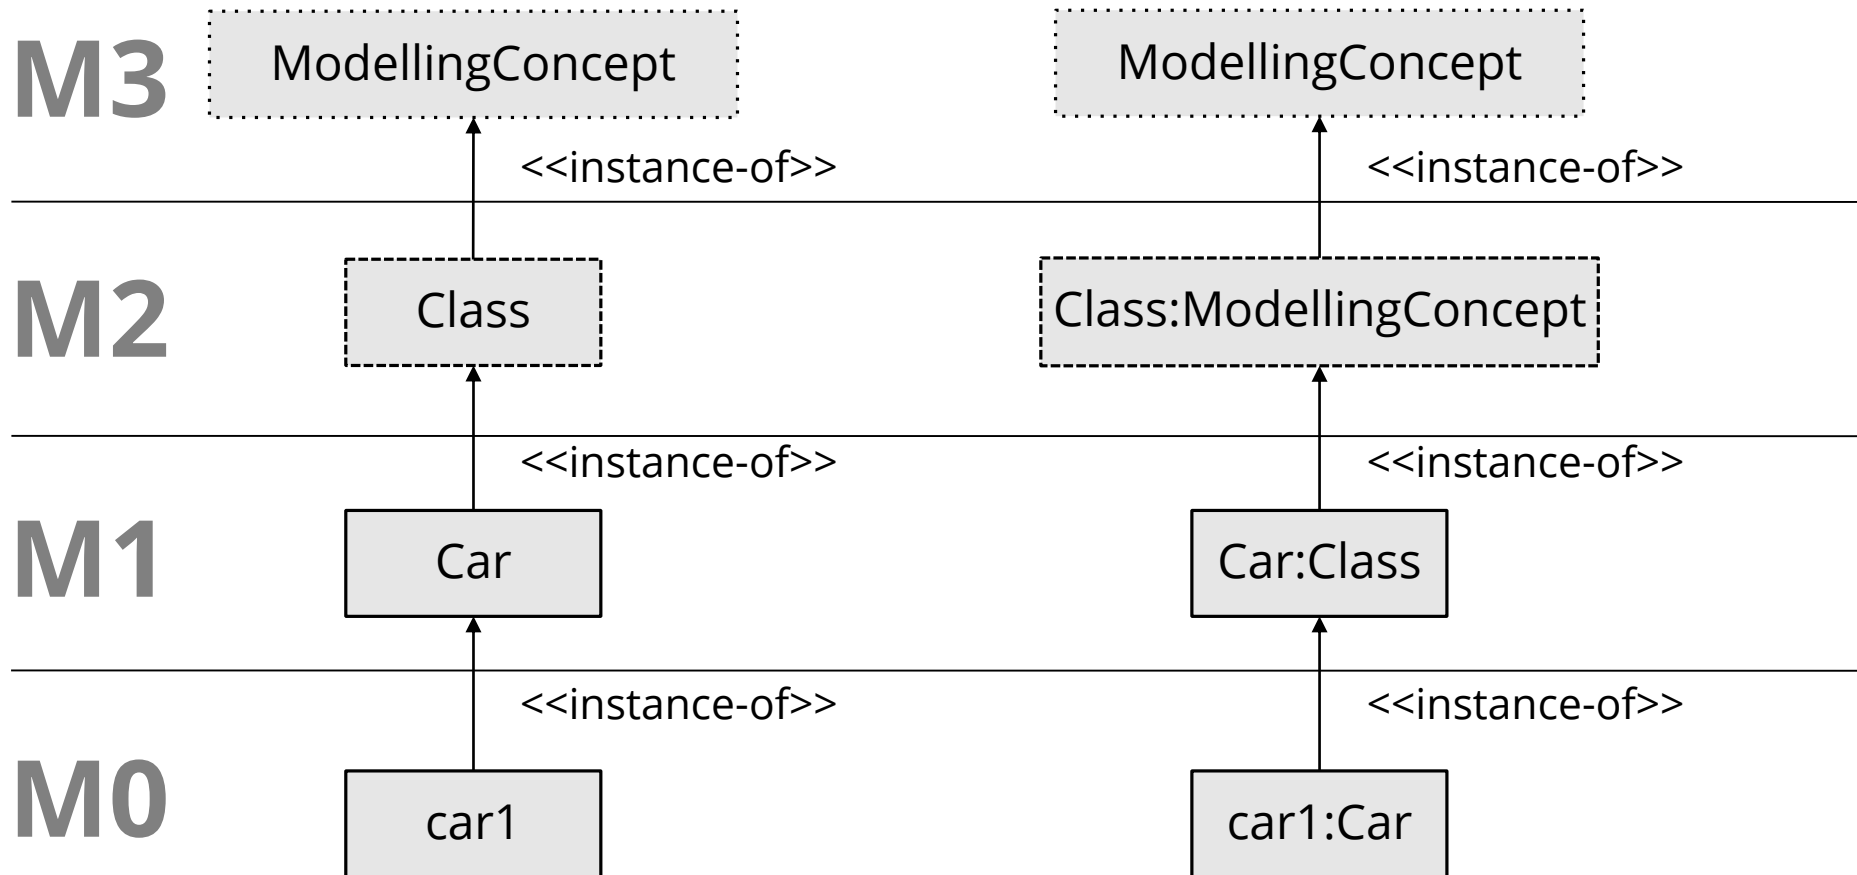 M3
ModellingConcept
ModellingConcept
<<instance-of>>
<<instance-of>>
M2
Class
Class:ModellingConcept
<<instance-of>>
<<instance-of>>
M1
Car
Car:Class
<<instance-of>>
<<instance-of>>
M0
car1
car1:Car